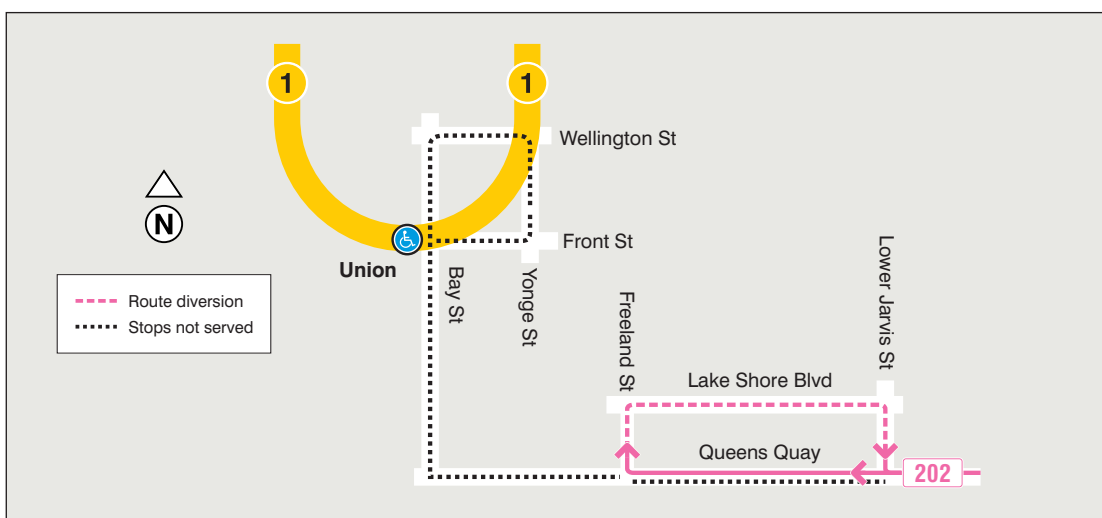 1
1
Wellington St
N
Front St
Union
Bay St
Yonge St
Freeland St
Lower Jarvis St
Route diversion
Stops not served
Lake Shore Blvd
Queens Quay
202